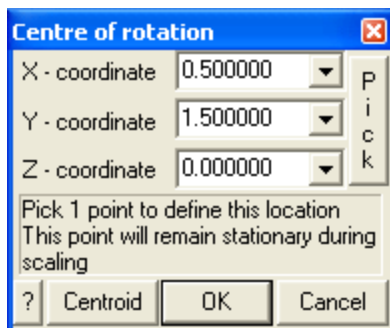 Centre of rotation
X - coordinate 0.500000
Y - coordinate 1.500000
Z - coordinate 0.000000
Pick
Pick 1 point to define this location
This point will remain stationary during
scaling
? Centroid OK Cancel